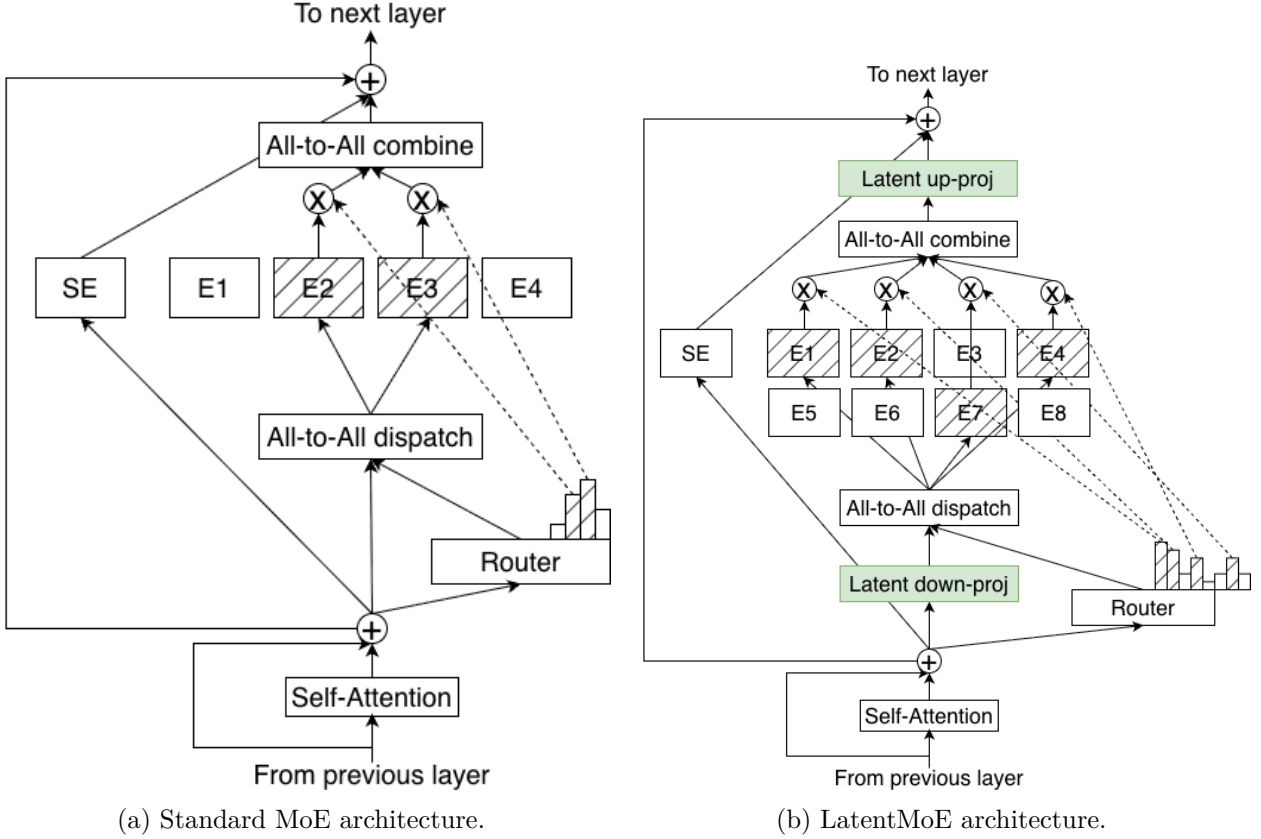 To next layer
+
All-to-All combine
X X
SE E1 E2 E3 E4
All-to-All dispatch
Router
+
Self-Attention
From previous layer
(a) Standard MoE architecture.
To next layer
+
Latent up-proj
All-to-All combine
X X X X
SE E1 E2 E3 E4
E5 E6 E7 E8
All-to-All dispatch
Latent down-proj
Router
+
Self-Attention
From previous layer
(b) LatentMoE architecture.